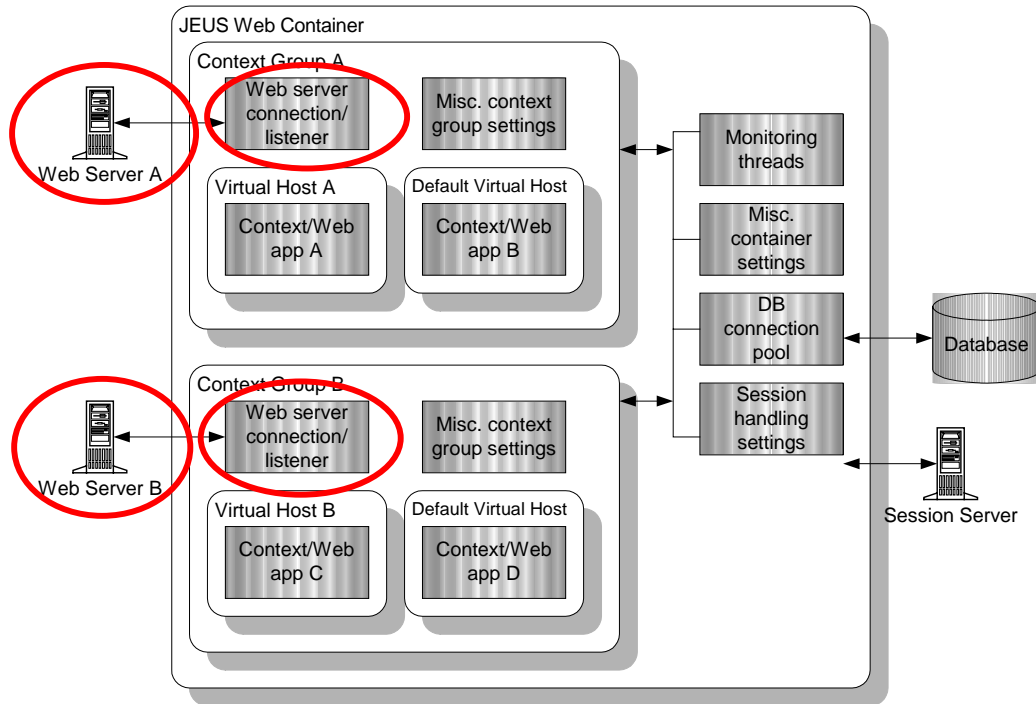 JEUS Web Container
Context Group A
Web server
connection/
listener
Misc. context
group settings
Web Server A
Virtual Host A
Context/Web
app A
Default Virtual Host
Context/Web
app B
Monitoring
threads
Misc.
container
settings
DB
connection
pool
Database
Session
handling
settings
Session Server
Context Group B
Web server
connection/
listener
Misc. context
group settings
Web Server B
Virtual Host B
Context/Web
app C
Default Virtual Host
Context/Web
app D